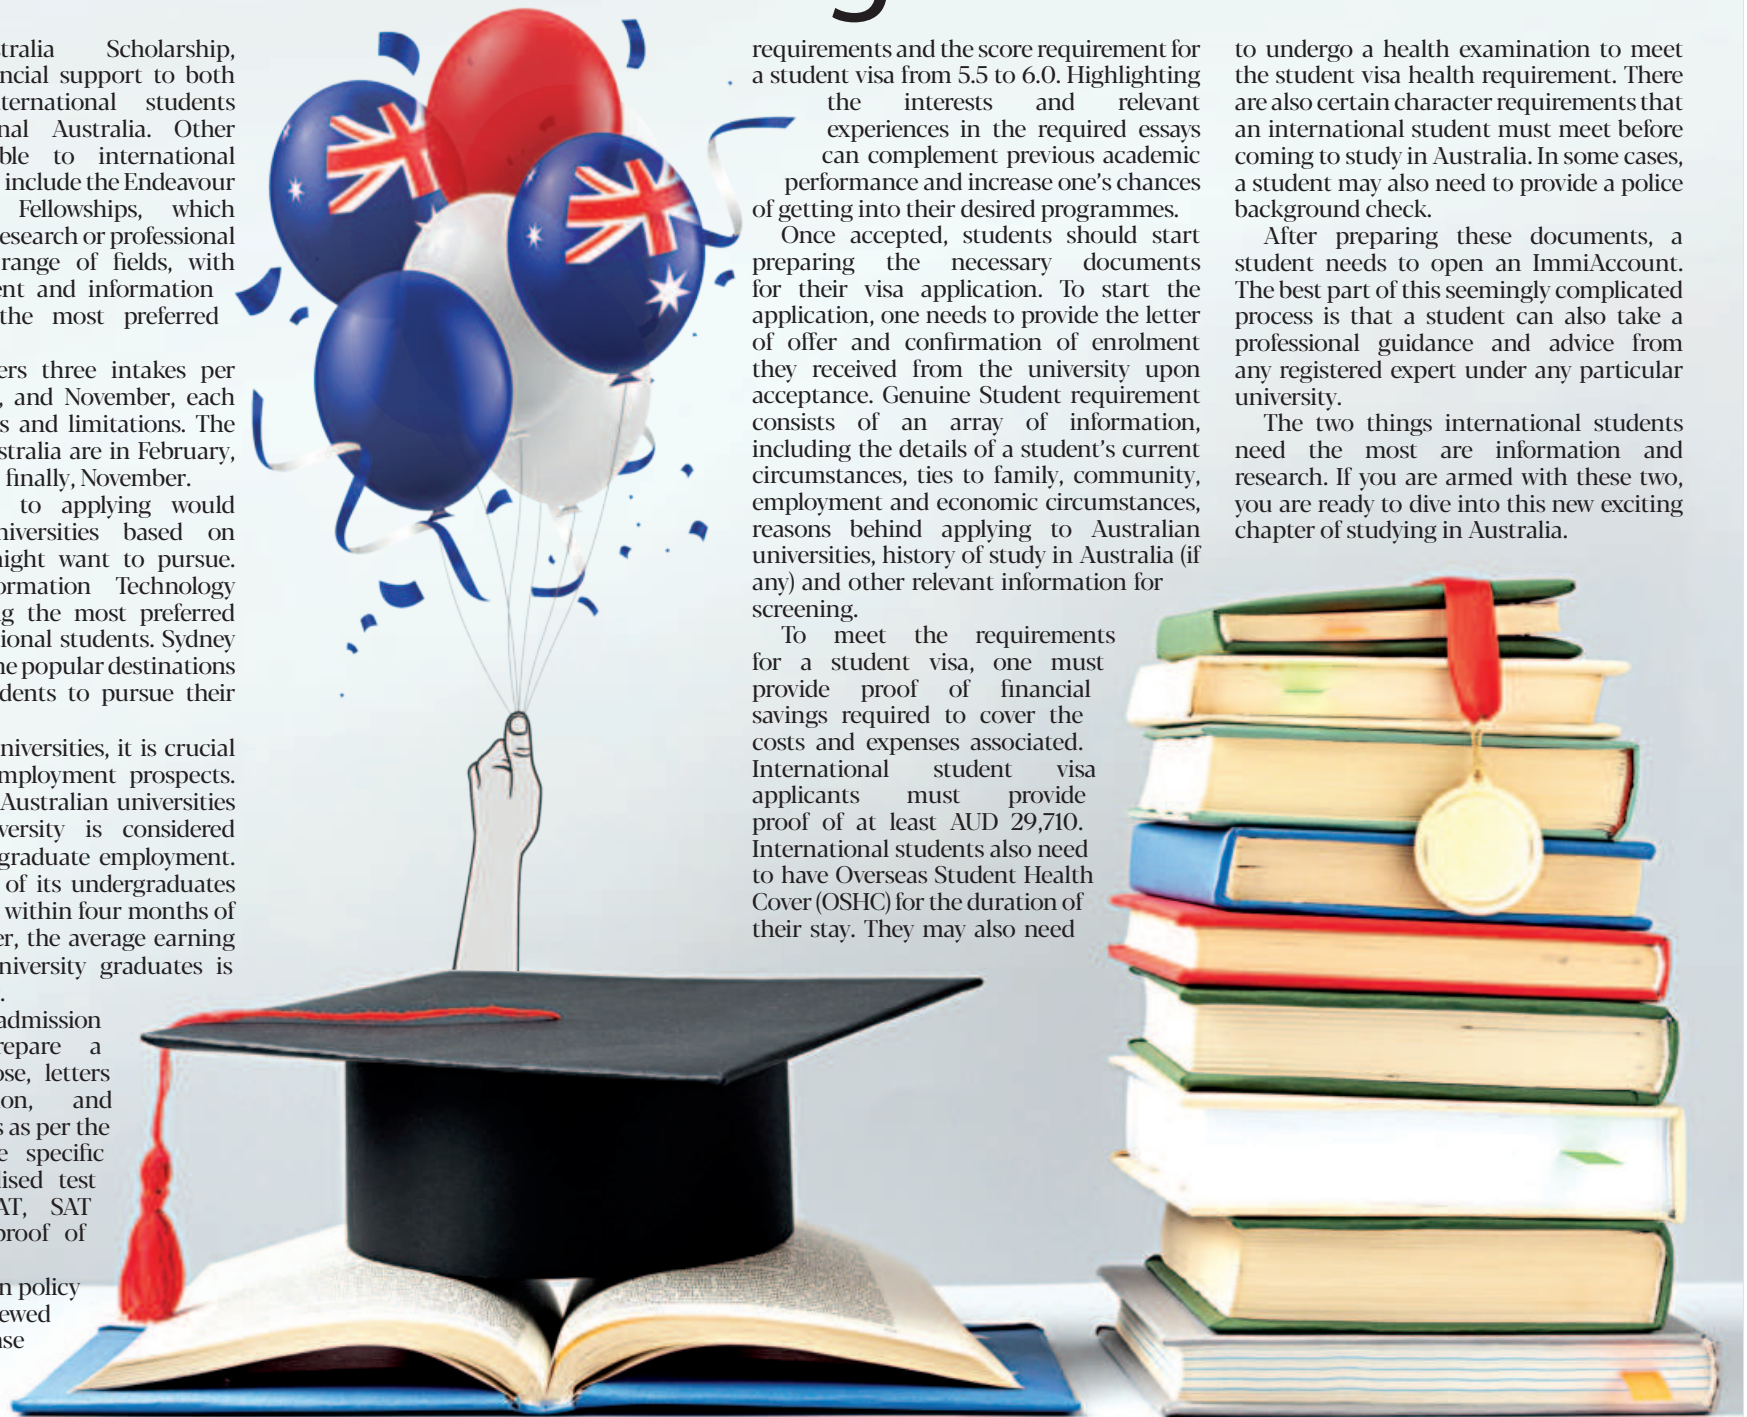 tralia Scholarship,
ncial support to both
ternational students
nal Australia. Other
ble to international
include the Endeavour
Fellowships, which
esearch or professional
range of fields, with
ent and information
the most preferred
ers three intakes per
, and November, each
s and limitations. The
stralia are in February,
finally, November.
to applying would
niversities based on
night want to pursue.
ormation Technology
g the most preferred
ional students. Sydney
ne popular destinations
dents to pursue their
niversities, it is crucial
mployment prospects.
Australian universities
versity is considered
graduate employment.
of its undergraduates
within four months of
er, the average earning
niversity graduates is
.
admission
repare a
ose, letters
on, and
s as per the
e specific
lised test
AT, SAT
proof of
n policy
ewed
nse
requirements and the score requirement for
a student visa from 5.5 to 6.0. Highlighting
the interests and relevant
experiences in the required essays
can complement previous academic
performance and increase one's chances
of getting into their desired programmes.
Once accepted, students should start
preparing the necessary documents
for their visa application. To start the
application, one needs to provide the letter
of offer and confirmation of enrolment
they received from the university upon
acceptance. Genuine Student requirement
consists of an array of information,
including the details of a student's current
circumstances, ties to family, community,
employment and economic circumstances,
reasons behind applying to Australian
universities, history of study in Australia (if
any) and other relevant information for
screening.
To meet the requirements
for a student visa, one must
provide proof of financial
savings required to cover the
costs and expenses associated.
International student visa
applicants must provide
proof of at least AUD 29,710.
International students also need
to have Overseas Student Health
Cover (OSHC) for the duration of
their stay. They may also need
to undergo a health examination to meet
the student visa health requirement. There
are also certain character requirements that
an international student must meet before
coming to study in Australia. In some cases,
a student may also need to provide a police
background check.
After preparing these documents, a
student needs to open an ImmiAccount.
The best part of this seemingly complicated
process is that a student can also take a
professional guidance and advice from
any registered expert under any particular
university.
The two things international students
need the most are information and
research. If you are armed with these two,
you are ready to dive into this new exciting
chapter of studying in Australia.